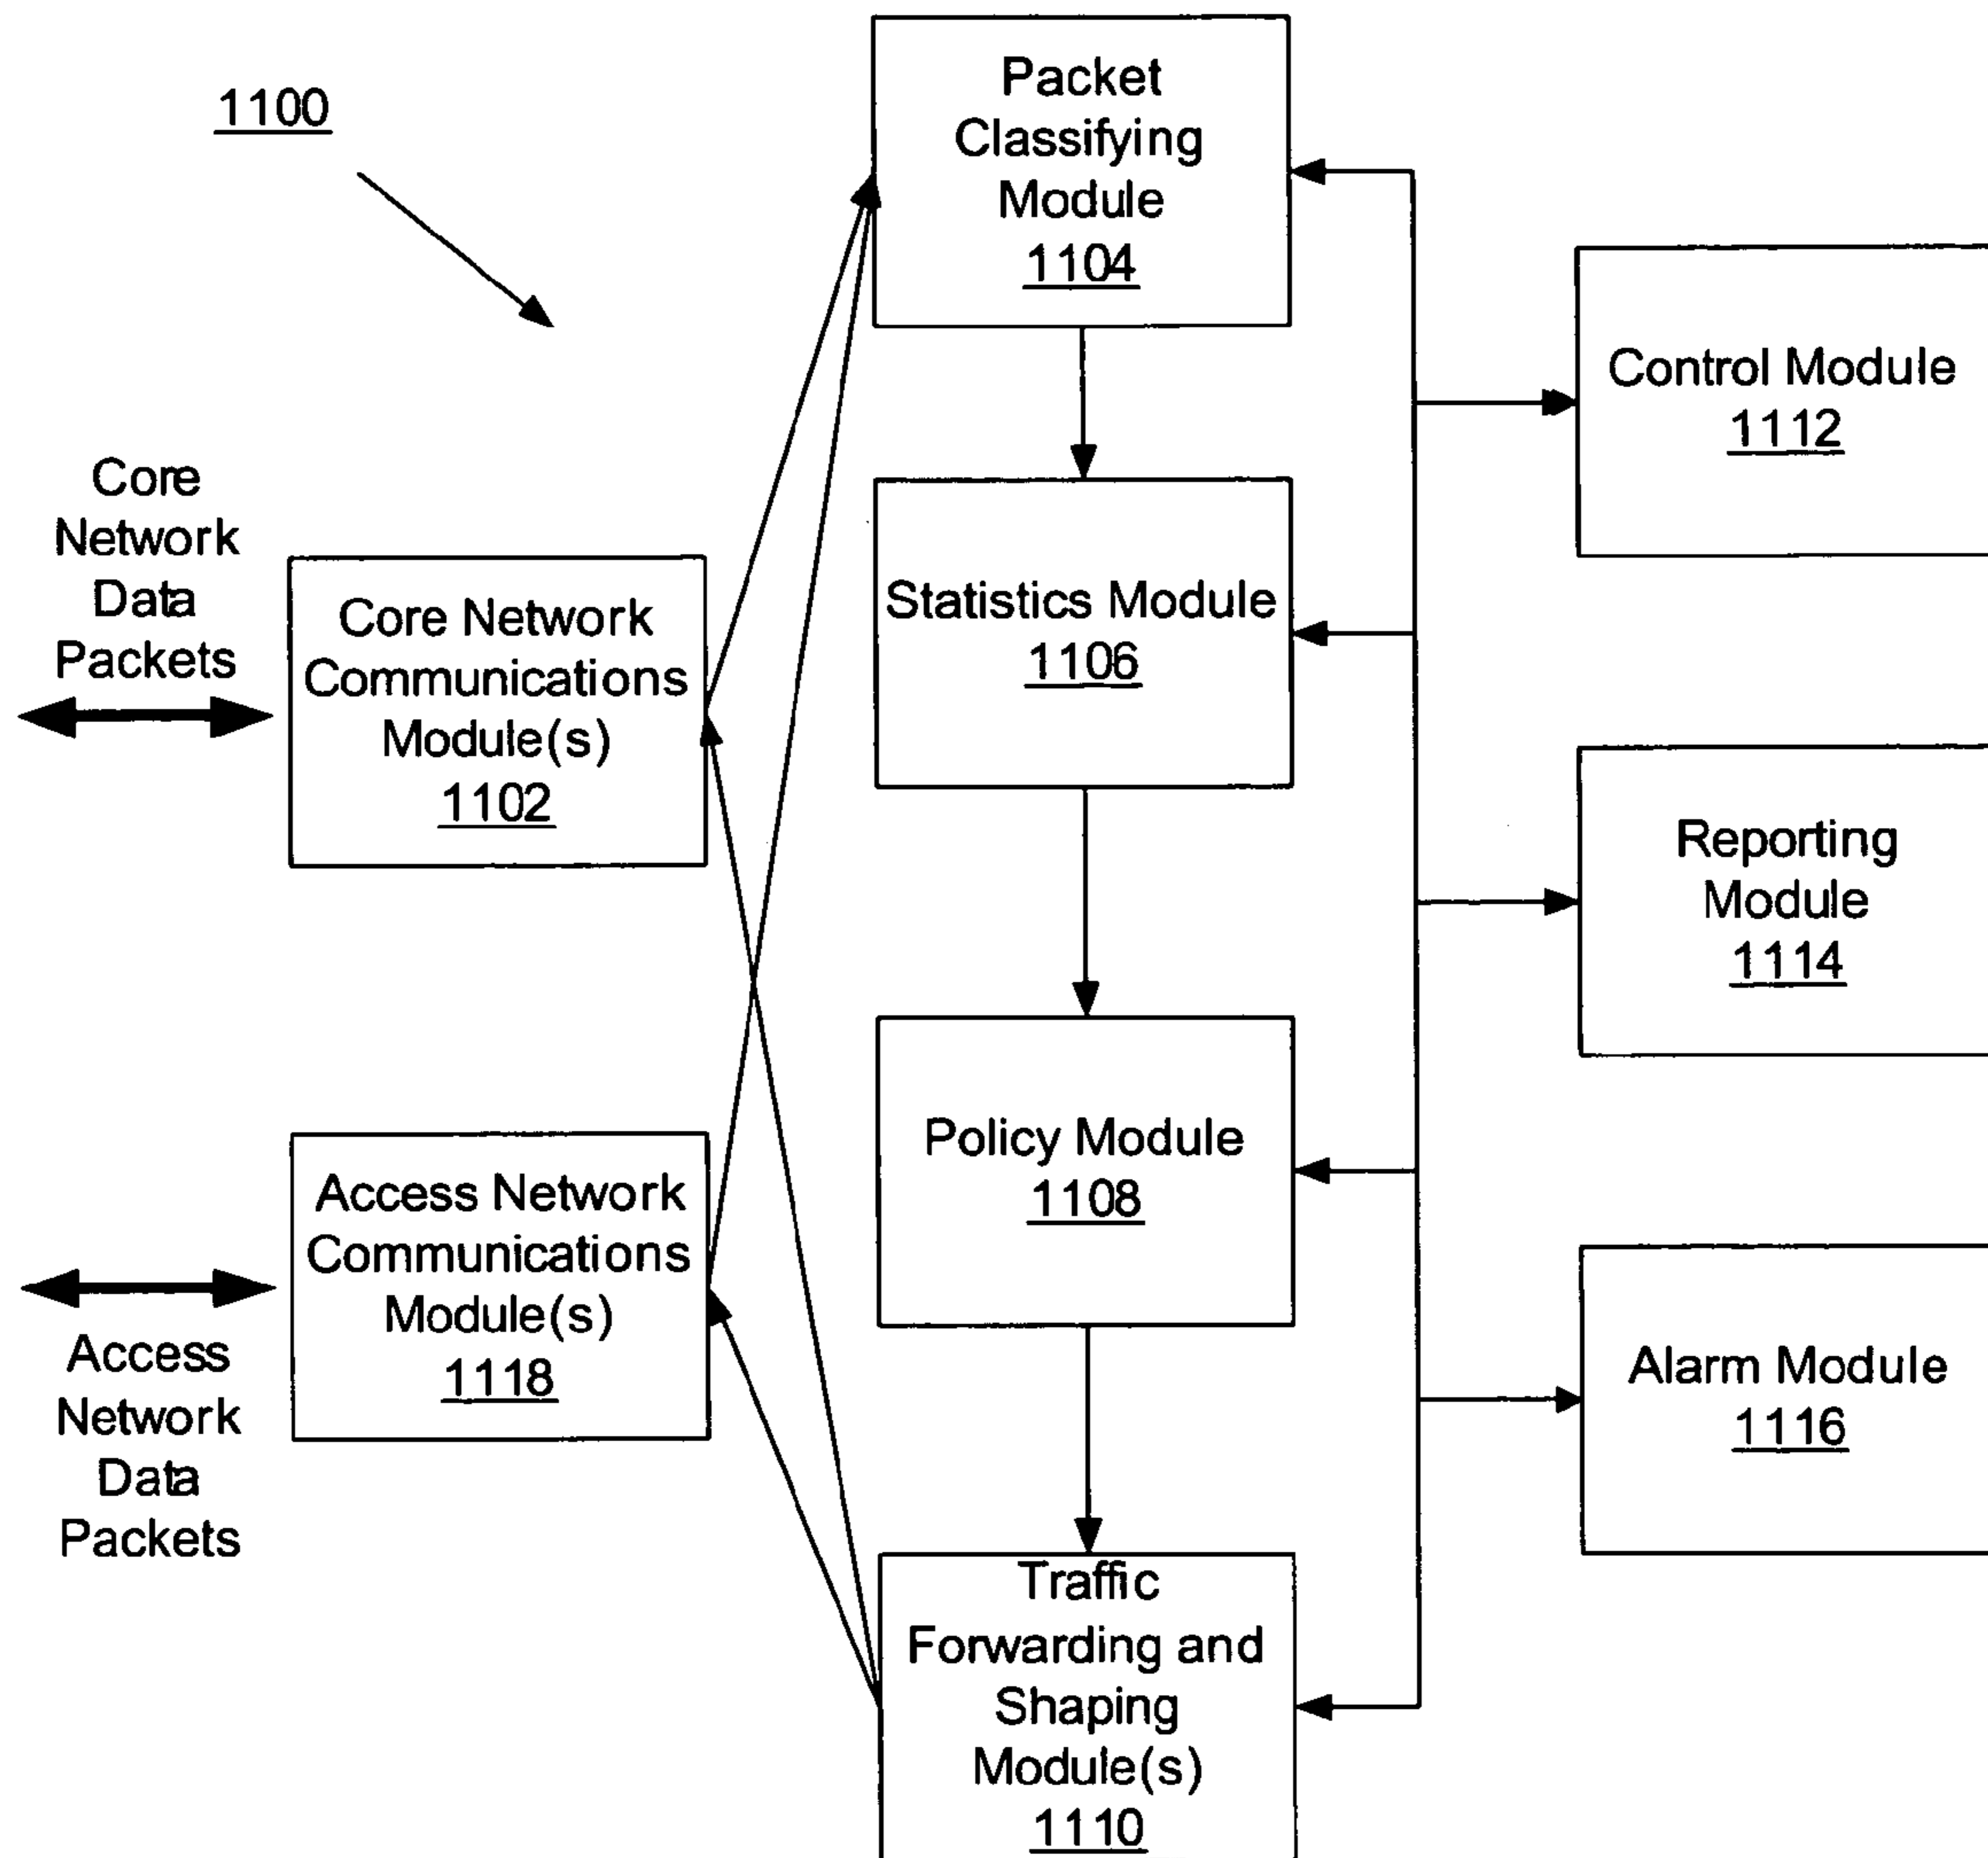 1100
Packet
Classifying
Module
1104
Control Module
1112
Core
Network
Data
Packets
Core Network
Communications
Module(s)
1102
Statistics Module
1106
Reporting
Module
1114
Access Network
Communications
Module(s)
1118
Access
Network
Data
Packets
Policy Module
1108
Alarm Module
1116
Traffic
Forwarding and
Shaping
Module(s)
1110